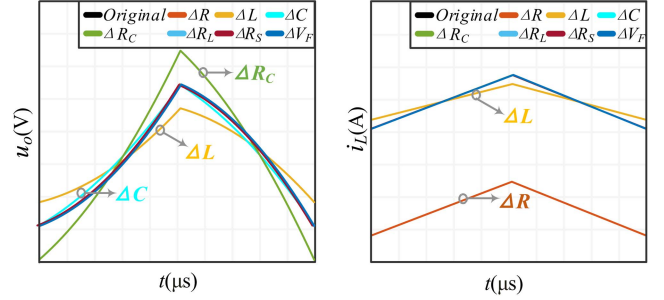 Original ΔR ΔL ΔC
ΔR_C ΔR_L ΔR_S ΔV_F
ΔR_C
ΔL
ΔC
u_o(V)
t(μs)
Original ΔR ΔL ΔC
ΔR_C ΔR_L ΔR_S ΔV_F
ΔL
ΔR
i_L(A)
t(μs)